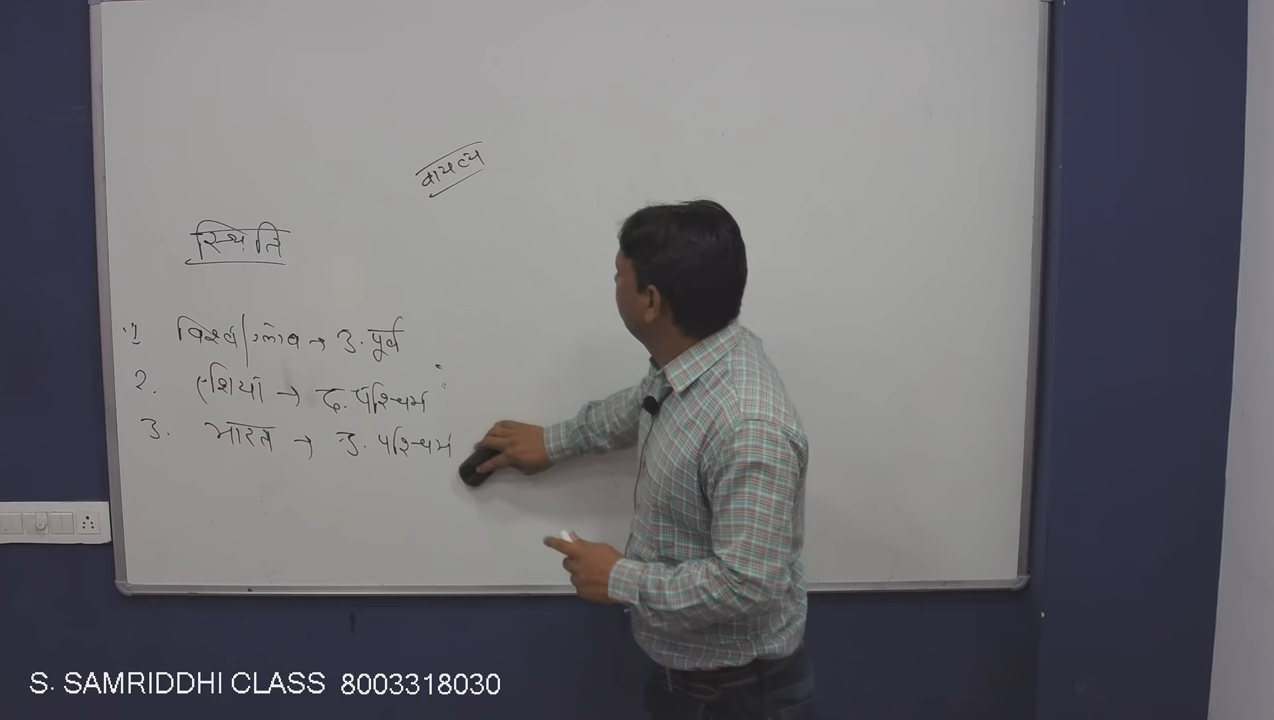 वायव्य
स्थिति
1) विश्व/ग्लोब → उ. पूर्व
2. एशिया → द. पश्चिम
3. भारत → उ. पश्चिम
S. SAMRIDDHI CLASS 8003318030